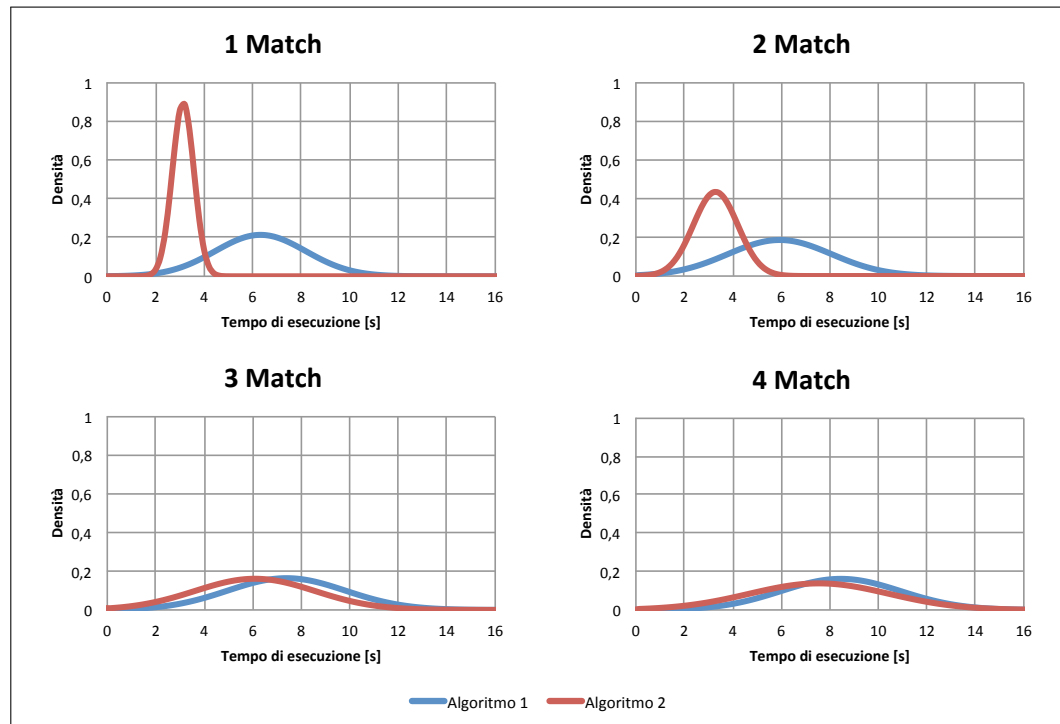 1 Match
1
0,8
0,6
0,4
0,2
0
Densità
0 2 4 6 8 10 12 14 16
Tempo di esecuzione [s]
2 Match
1
0,8
0,6
0,4
0,2
0
Densità
0 2 4 6 8 10 12 14 16
Tempo di esecuzione [s]
3 Match
1
0,8
0,6
0,4
0,2
0
Densità
0 2 4 6 8 10 12 14 16
Tempo di esecuzione [s]
4 Match
1
0,8
0,6
0,4
0,2
0
Densità
0 2 4 6 8 10 12 14 16
Tempo di esecuzione [s]
Algoritmo 1 Algoritmo 2